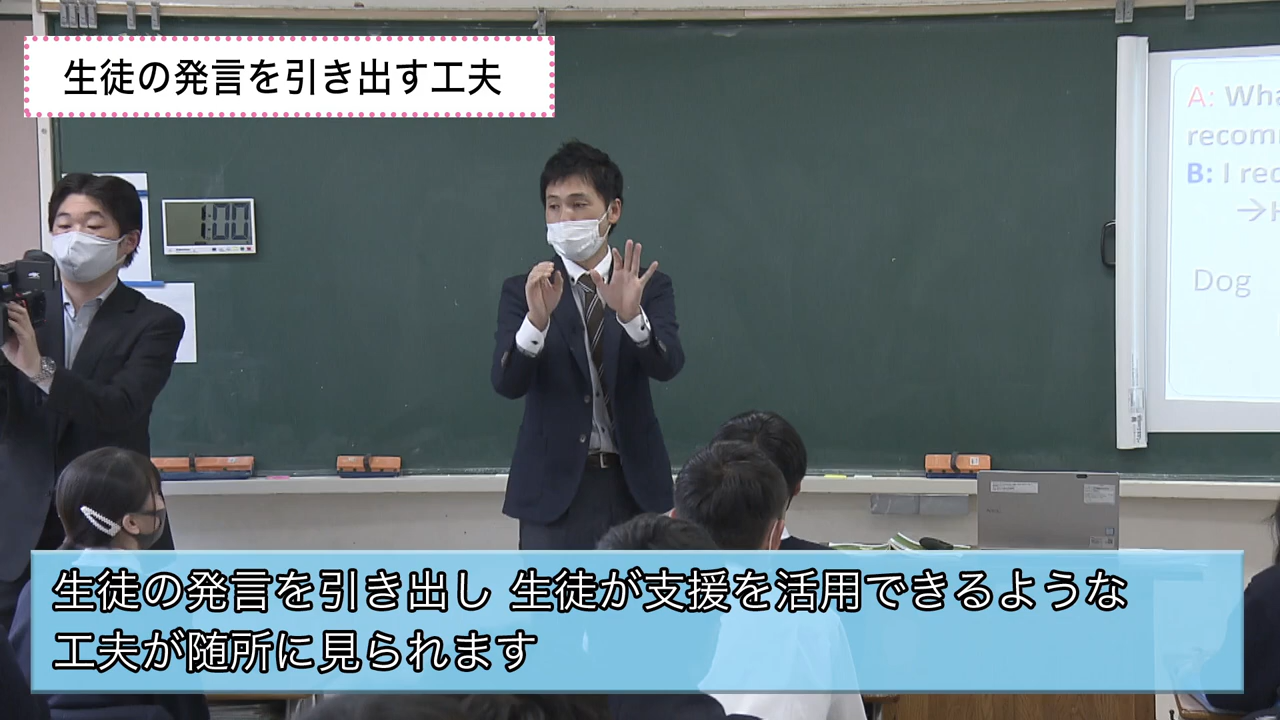 生徒の発言を引き出す工夫
1:00
A: Wha
recom
B: I rec
Dog
生徒の発言を引き出し 生徒が支援を活用できるような
工夫が随所に見られます